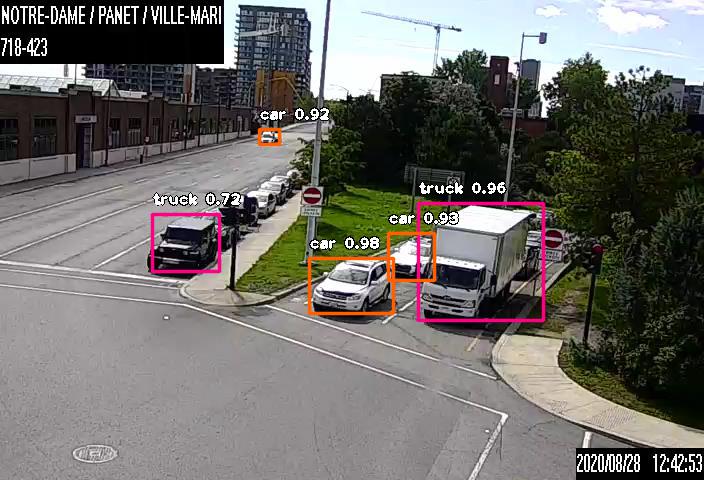 NOTRE-DAME / PANET / VILLE-MARI
718-423
car 0.92
truck 0.72
truck 0.96
car 0.93
car 0.98
2020/08/28 12:42:53